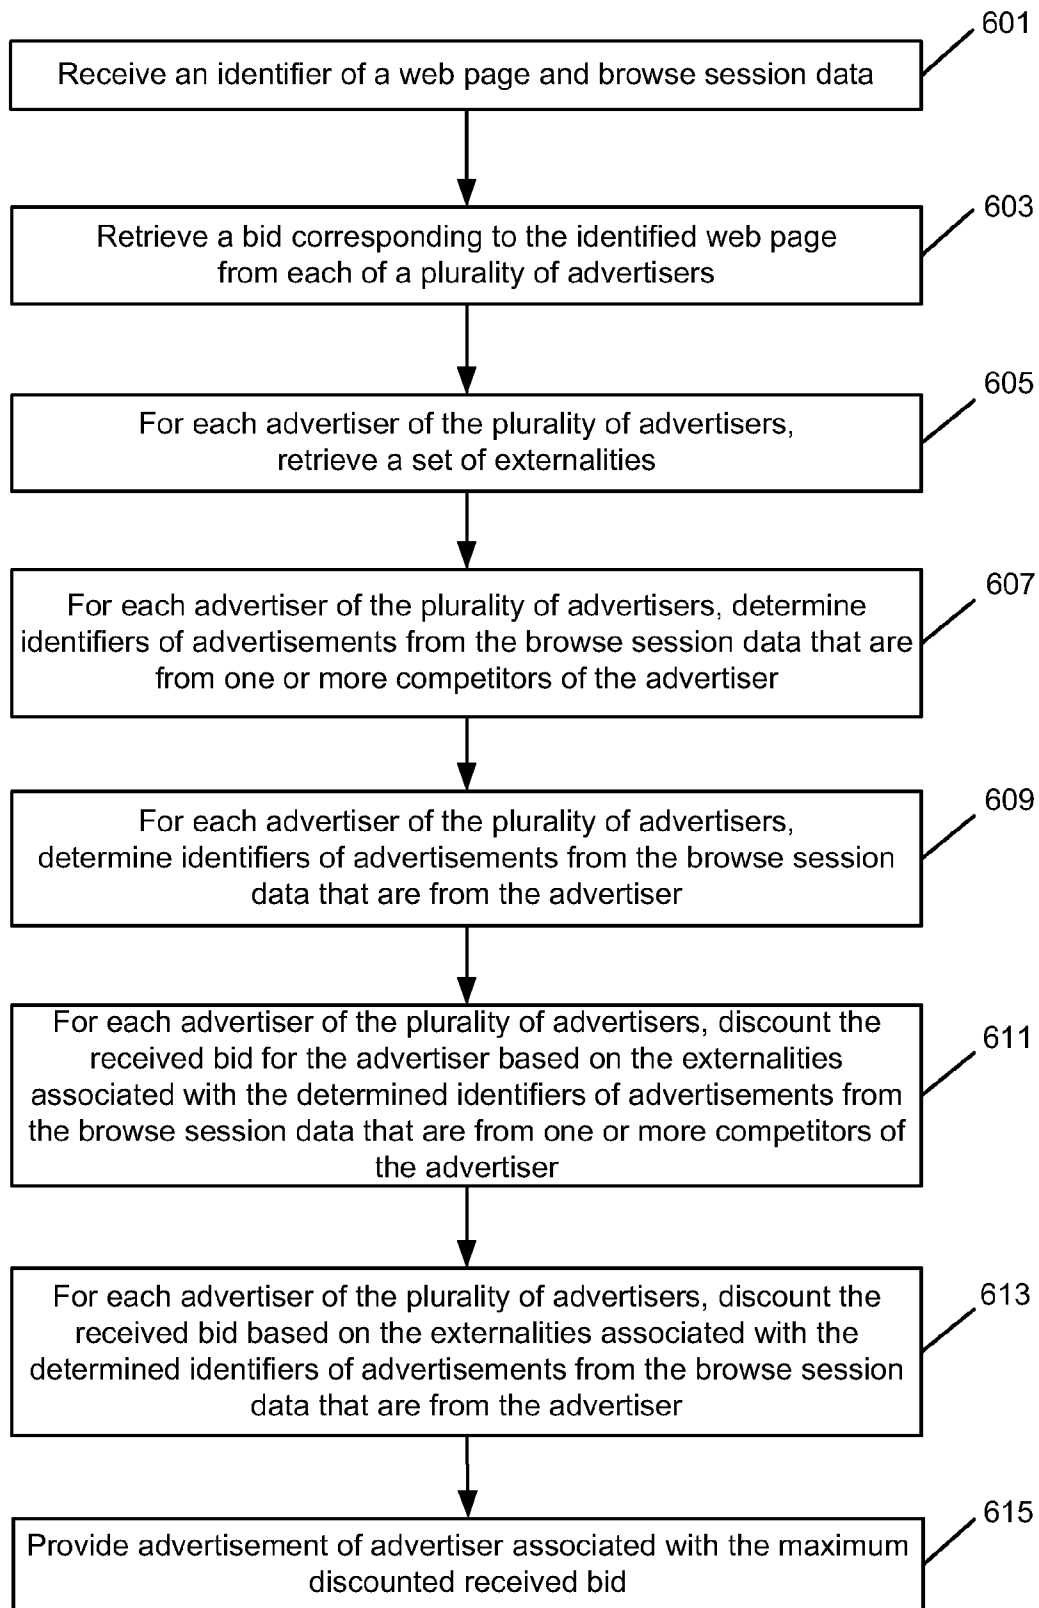 601
Receive an identifier of a web page and browse session data
603
Retrieve a bid corresponding to the identified web page
from each of a plurality of advertisers
605
For each advertiser of the plurality of advertisers,
retrieve a set of externalities
607
For each advertiser of the plurality of advertisers, determine
identifiers of advertisements from the browse session data that are
from one or more competitors of the advertiser
609
For each advertiser of the plurality of advertisers,
determine identifiers of advertisements from the browse session
data that are from the advertiser
611
For each advertiser of the plurality of advertisers, discount the
received bid for the advertiser based on the externalities
associated with the determined identifiers of advertisements from
the browse session data that are from one or more competitors of
the advertiser
613
For each advertiser of the plurality of advertisers, discount the
received bid based on the externalities associated with the
determined identifiers of advertisements from the browse session
data that are from the advertiser
615
Provide advertisement of advertiser associated with the maximum
discounted received bid